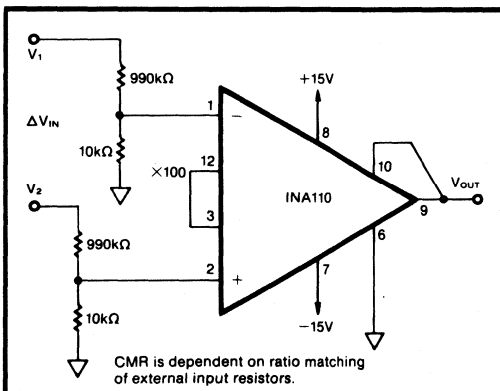 V1
990kΩ
+15V
1
−
8
ΔVIN
10kΩ
12
10
×100
VOUT
V2
INA110
9
3
6
990kΩ
2
+
7
10kΩ
−15V
CMR is dependent on ratio matching
of external input resistors.